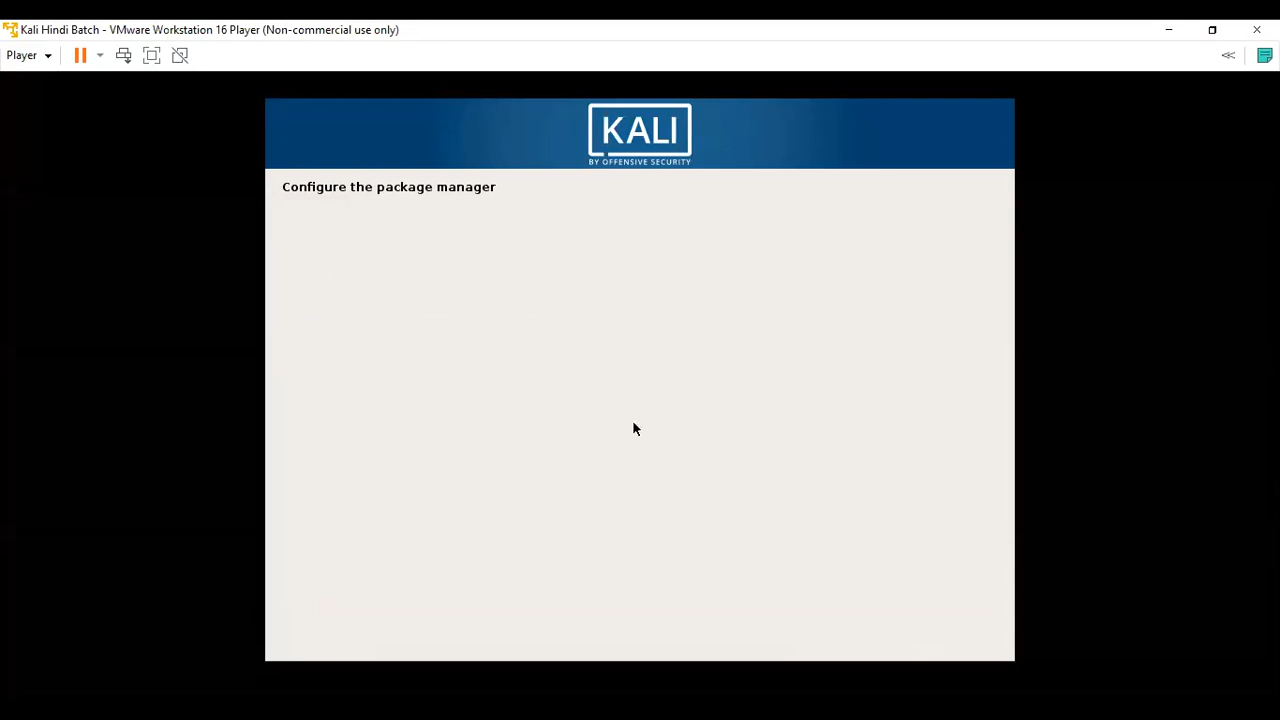 Kali Hindi Batch - VMware Workstation 16 Player (Non-commercial use only)
Player
KALI
BY OFFENSIVE SECURITY
Configure the package manager